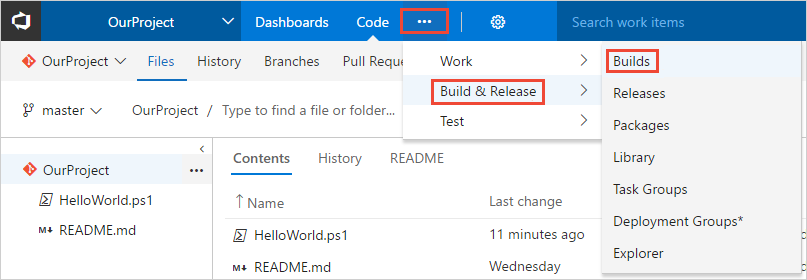 OurProject Dashboards Code ... Search work items
OurProject Files History Branches Pull Reque
Work
Build & Release
Test
Builds
Releases
Packages
Library
Task Groups
Deployment Groups*
Explorer
master OurProject / Type to find a file or folder...
OurProject ...
HelloWorld.ps1
M↓ README.md
Contents History README
↑ Name Last change
HelloWorld.ps1 11 minutes ago
M↓ README.md Wednesday